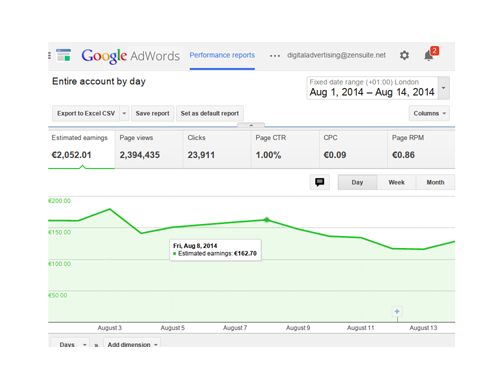 Google AdWords Performance reports ••• digitaladvertising@zensuite.net 2
Entire account by day
Fixed date range (+01:00) London
Aug 1, 2014 – Aug 14, 2014
Export to Excel CSV Save report Set as default report Columns
Estimated earnings Page views Clicks Page CTR CPC Page RPM
€2,052.01 2,394,435 23,911 1.00% €0.09 €0.86
Day Week Month
€200.00
€150.00
Fri, Aug 8, 2014
Estimated earnings: €162.70
€100.00
€50.00
August 3 August 5 August 7 August 9 August 11 August 13
Days » Add dimension